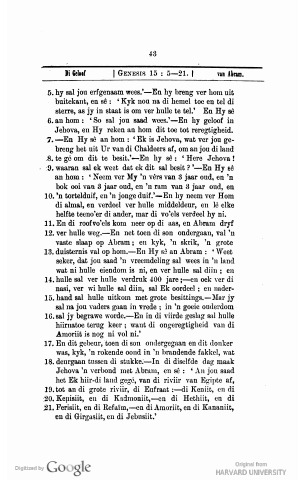 43
Di Geloof | GENESIS 15 : 5—21. | van Abram.
5. hy sal jou erfgenaam wees.’—En hy breng ver hom uit
buitekant, en sê : ‘ Kyk nou na di hemel toe en tel di
sterre, as jy in staat is om ver hulle te tel.’ En Hy sê
6. an hom : ‘ So sal jou saad wees.’—En hy geloof in
Jehova, en Hy reken an hom dit toe tot reregtigheid.
7. —En Hy sê an hom : ‘ Ek is Jehova, wat ver jou ge-
breng het uit Ur van di Chaldeers af, om an jou di land
8. te gé om dit te besit.’—En hy sê : ‘ Here Jehova !
9. waaran sal ek weet dat ek dit sal besit ? ’—En Hy sê
an hom : ‘ Neem ver My ’n vêrs van 3 jaar oud, en ’n
bok ooi van 3 jaar oud, en ’n ram van 3 jaar oud, en
10. ’n tortelduif, en ’n jonge duif.’—En hy neem ver Hom
di almal, en verdeel ver hulle middeldeur, en lê elke
helfte teeno’er di ander, mar di vo’els verdeel hy ni.
11. En di roofvo’els kom neer op di aas, en Abram dryf
12. ver hulle weg.—En net toen di son ondergaan, val ’n
vaste slaap op Abram ; en kyk, ’n skrik, ’n grote
13. duisternis val op hom.—En Hy sê an Abram : ‘ Weet
seker, dat jou saad ’n vreemdeling sal wees in ’n land
wat ni hulle eiendom is ni, en ver hulle sal diin ; en
14. hulle sal ver hulle verdruk 400 jare ;—en ook ver di
nasi, ver wi hulle sal diin, sal Ek oordeel : en nader-
15. hand sal hulle uitkom met grote besittings.—Mar jy
sal na jou vaders gaan in vrede ; in ’n goeie ouderdom
16. sal jy begrawe worde.—En in di viirde geslag sal hulle
hiirnatoe terug keer ; want di ongeregtigheid van di
Amoriit is nog ni vol ni.’
17. En dit gebeur, toen di son ondergegaan en dit donker
was, kyk, ’n rokende oond in ’n brandende fakkel, wat
18. deurgaan tussen di stukke.—In di diselfde dag maak
Jehova ’n verbond met Abram, en sê : ‘ An jou saad
het Ek hiir-di land gegé, van di riviir van Egipte af,
19. tot an di grote riviir, di Eufraat :—di Keniit, en di
20. Kepisiit, en di Kadmoniit,—en di Hethiit, en di
21. Ferisiit, en di Refaïm,—en di Amoriit, en di Kananiit,
en di Girgasiit, en di Jebusiit.’
Digitized by Google
Original from
HARVARD UNIVERSITY